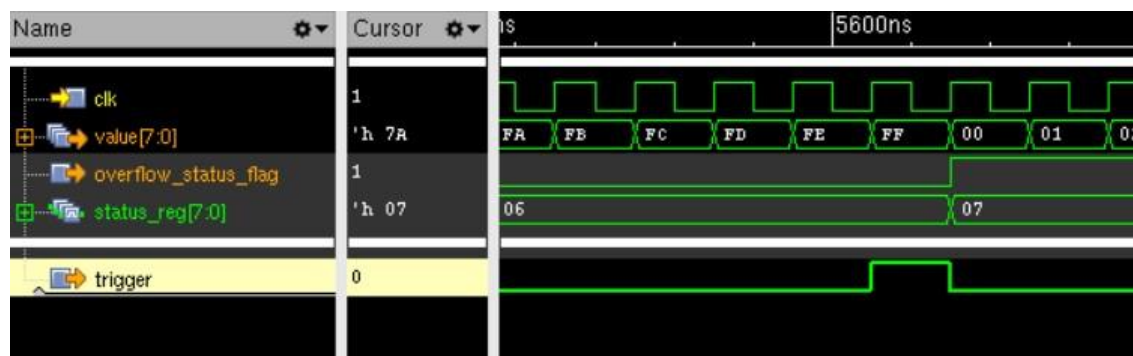 Name Cursor ns 5600ns
clk 1
value[7:0] 'h 7A FA FB FC FD FE FF 00 01
overflow_status_flag 1
status_reg[7:0] 'h 07 06 07
trigger 0